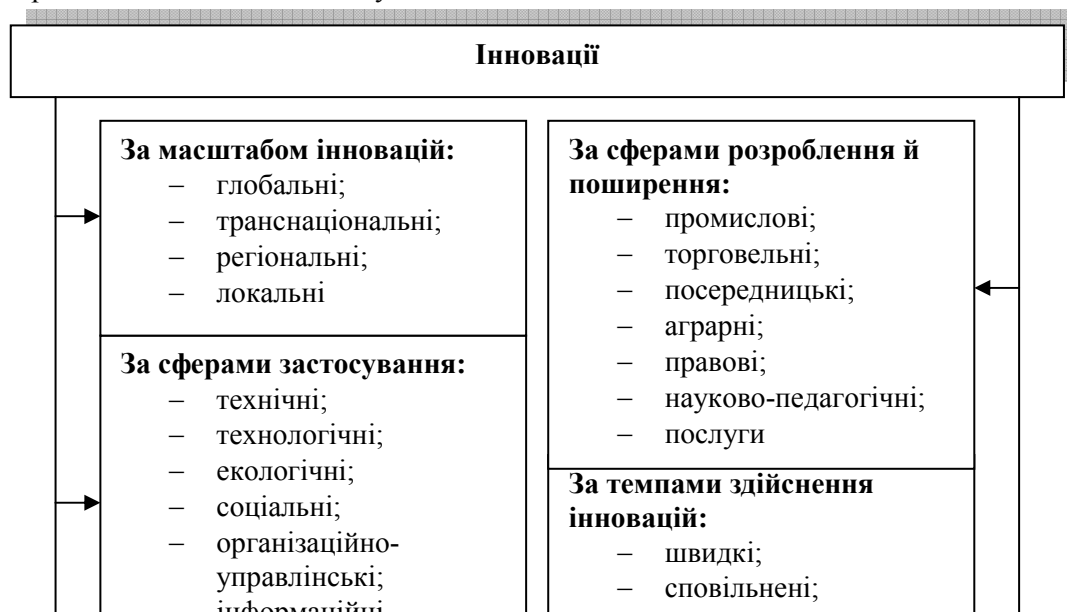 Інновації
За масштабом інновацій:
– глобальні;
– транснаціональні;
– регіональні;
– локальні
За сферами застосування:
– технічні;
– технологічні;
– екологічні;
– соціальні;
– організаційно-
управлінські;
інформаційні
За сферами розроблення й
поширення:
– промислові;
– торговельні;
– посередницькі;
– аграрні;
– правові;
– науково-педагогічні;
– послуги
За темпами здійснення
інновацій:
– швидкі;
– сповільнені;